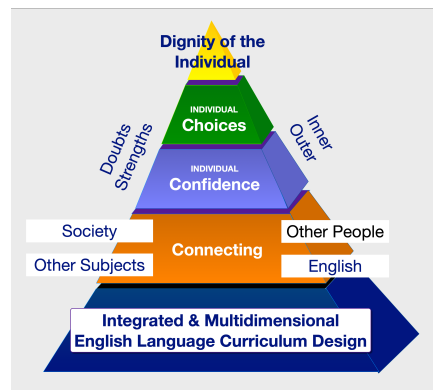 Dignity of the
Individual
INDIVIDUAL
Choices
Doubts
Strengths
Inner
Outer
INDIVIDUAL
Confidence
Society
Other People
Connecting
Other Subjects
English
Integrated & Multidimensional
English Language Curriculum Design